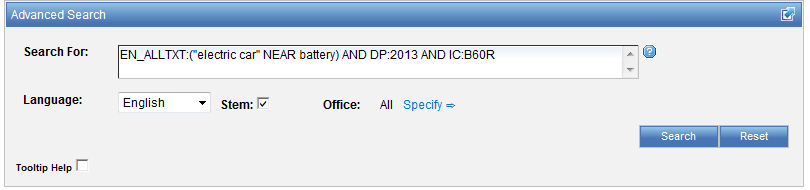 Advanced Search
Search For: EN_ALLTXT:("electric car" NEAR battery) AND DP:2013 AND IC:B60R
Language: English Stem: Office: All Specify ⇨
Search Reset
Tooltip Help